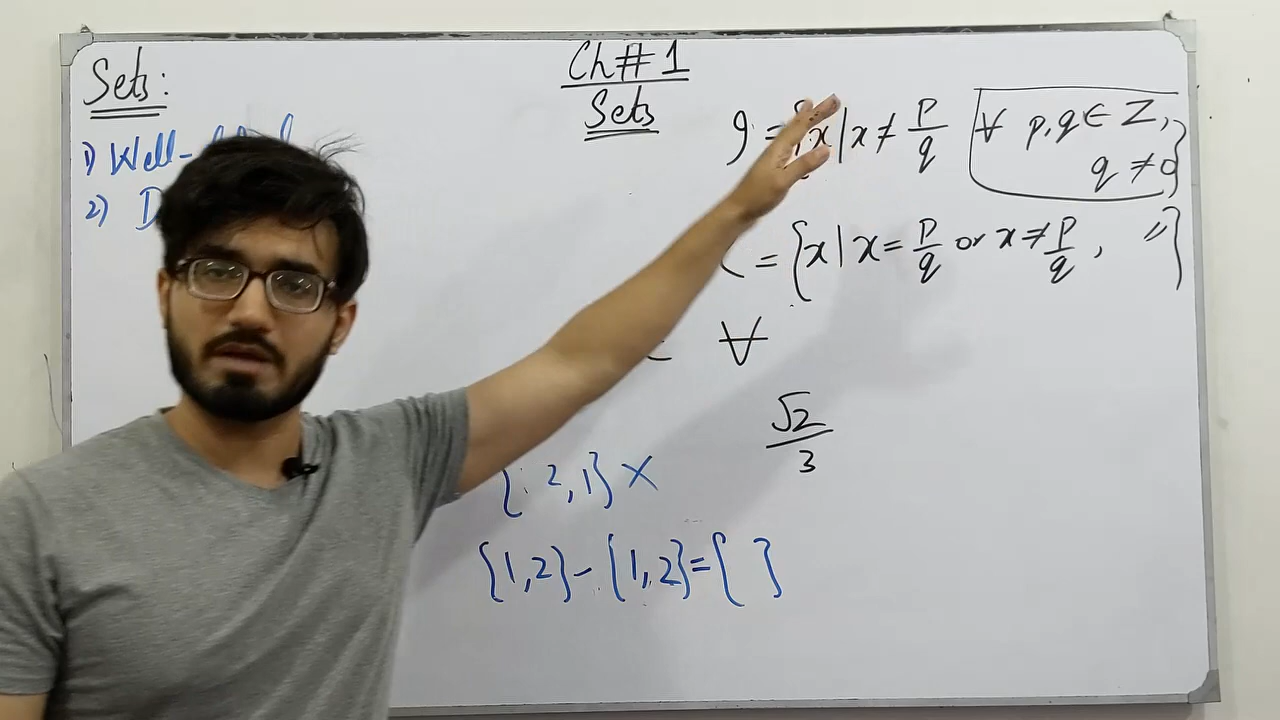 Sets:
Ch# 1
Sets
1) Well-
2)
= {x | x ≠ p/q ∀ p,q ∈ Z,
q ≠ 0}
= {x | x = p/q or x ≠ p/q, 〃}
∀
√2/3
2,1} ×
{1,2} - {1,2} = { }